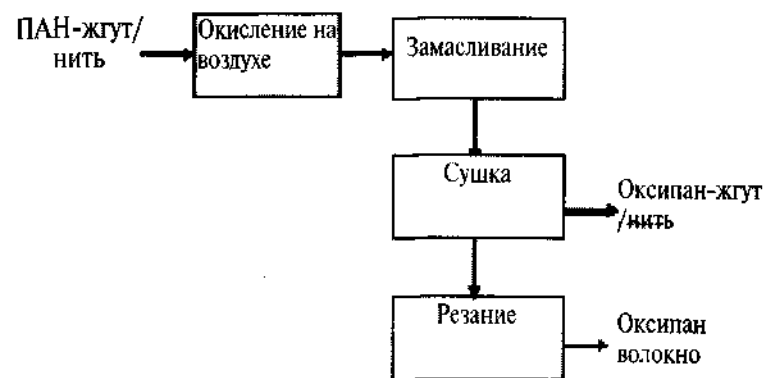 ПАН-жгут/
нить
Окисление на
воздухе
Замасливание
Сушка
Оксипан-жгут
/нить
Резание
Оксипан
волокно